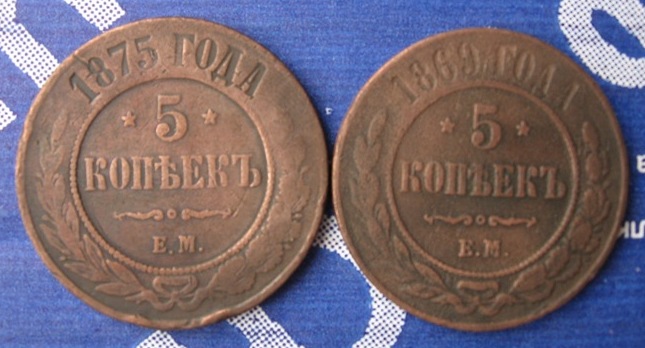 1875 ГОДА
* 5 *
КОПѢЕКЪ
Е.М.
1869 ГОДА
* 5 *
КОПѢЕКЪ
Е.М.